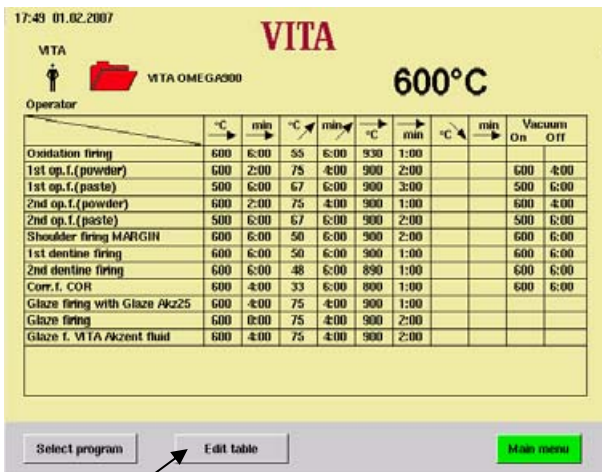 17:49 01.02.2007
VITA
VITA
VITA OMEGA900
600°C
Operator
°C min °C min °C min °C min Vacuum
On Off
Oxidation firing 600 6:00 55 6:00 930 1:00
1st op.f.(powder) 600 2:00 75 4:00 900 2:00 600 4:00
1st op.f.(paste) 500 6:00 67 6:00 900 3:00 500 6:00
2nd op.f.(powder) 600 2:00 75 4:00 900 1:00 600 4:00
2nd op.f.(paste) 500 6:00 67 6:00 900 2:00 500 6:00
Shoulder firing MARGIN 600 6:00 50 6:00 900 2:00 600 6:00
1st dentine firing 600 6:00 50 6:00 900 1:00 600 6:00
2nd dentine firing 600 6:00 48 6:00 890 1:00 600 6:00
Corr.f. COR 600 4:00 33 6:00 800 1:00 600 6:00
Glaze firing with Glaze Akz25 600 4:00 75 4:00 900 1:00
Glaze firing 600 0:00 75 4:00 900 2:00
Glaze f. VITA Akzent fluid 600 4:00 75 4:00 900 2:00
Select program Edit table Main menu